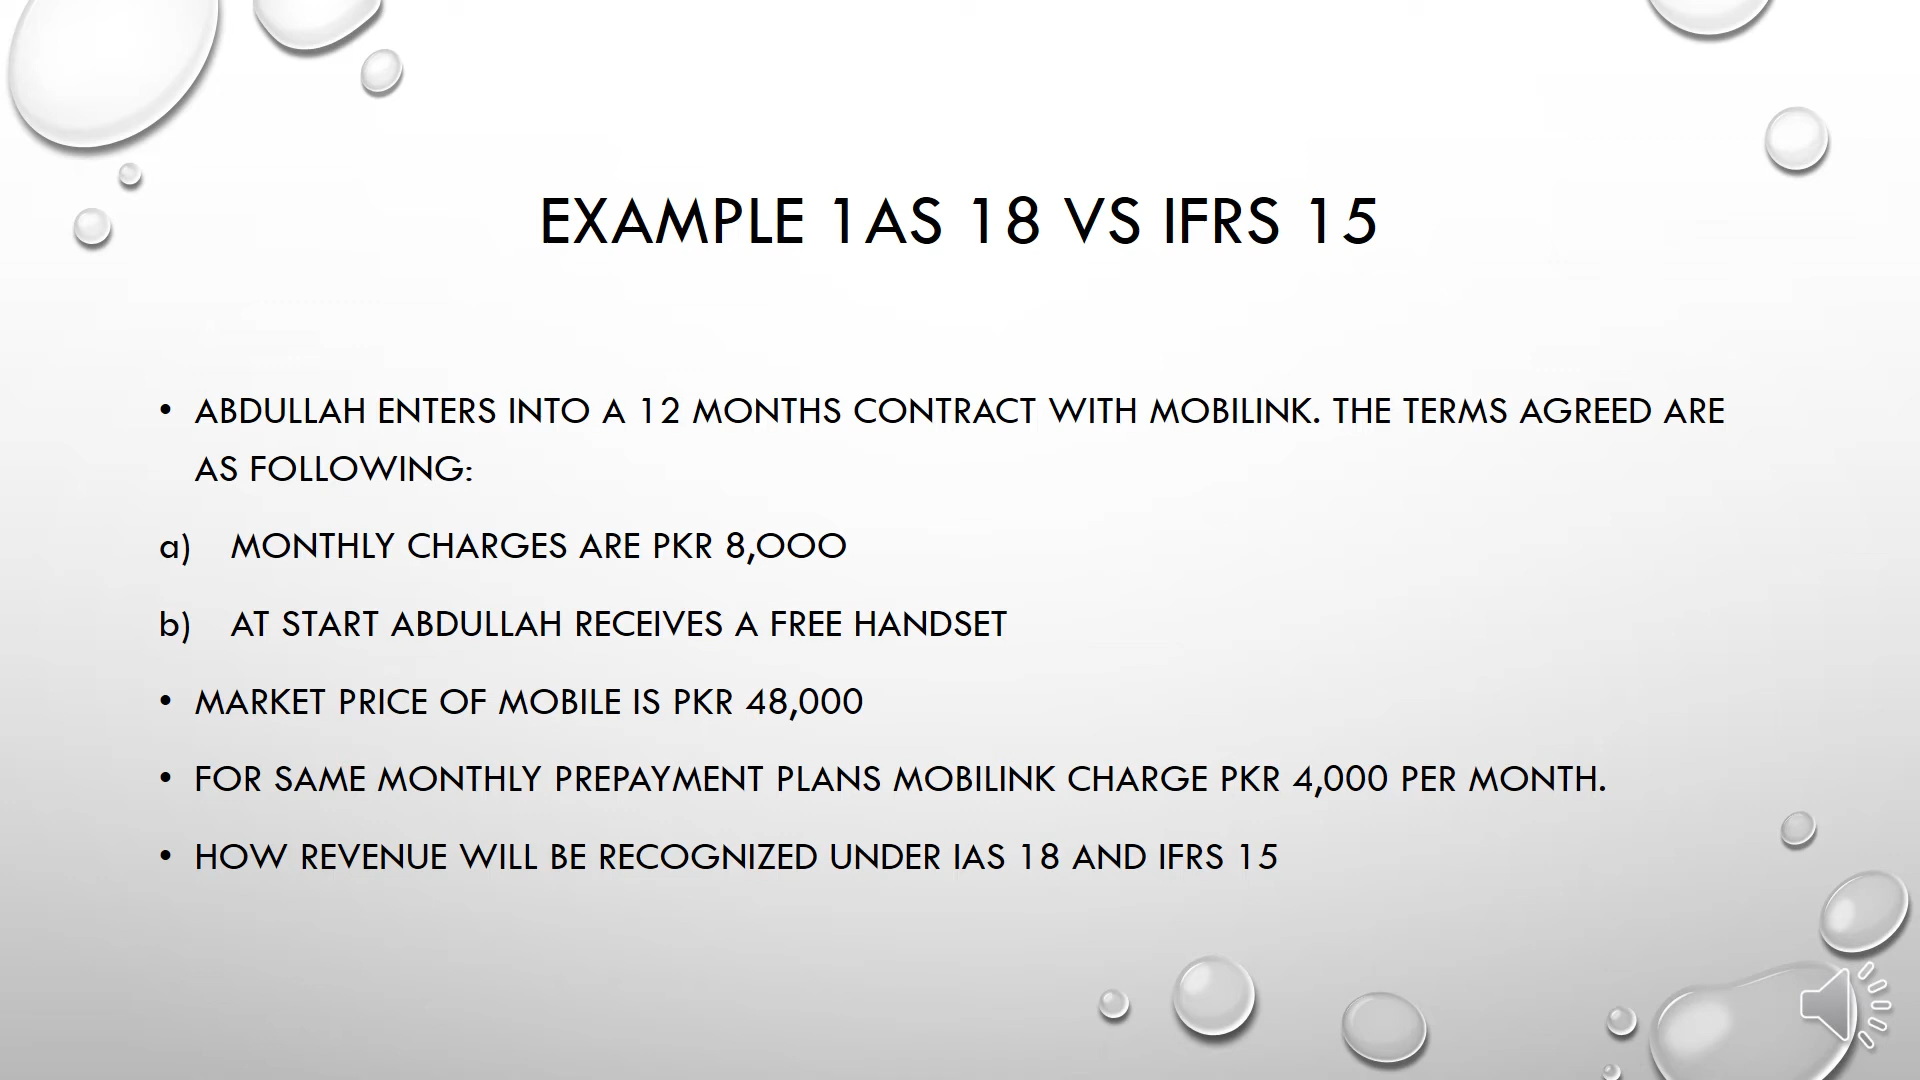 EXAMPLE 1AS 18 VS IFRS 15
• ABDULLAH ENTERS INTO A 12 MONTHS CONTRACT WITH MOBILINK. THE TERMS AGREED ARE
AS FOLLOWING:
a) MONTHLY CHARGES ARE PKR 8,OOO
b) AT START ABDULLAH RECEIVES A FREE HANDSET
• MARKET PRICE OF MOBILE IS PKR 48,000
• FOR SAME MONTHLY PREPAYMENT PLANS MOBILINK CHARGE PKR 4,000 PER MONTH.
• HOW REVENUE WILL BE RECOGNIZED UNDER IAS 18 AND IFRS 15